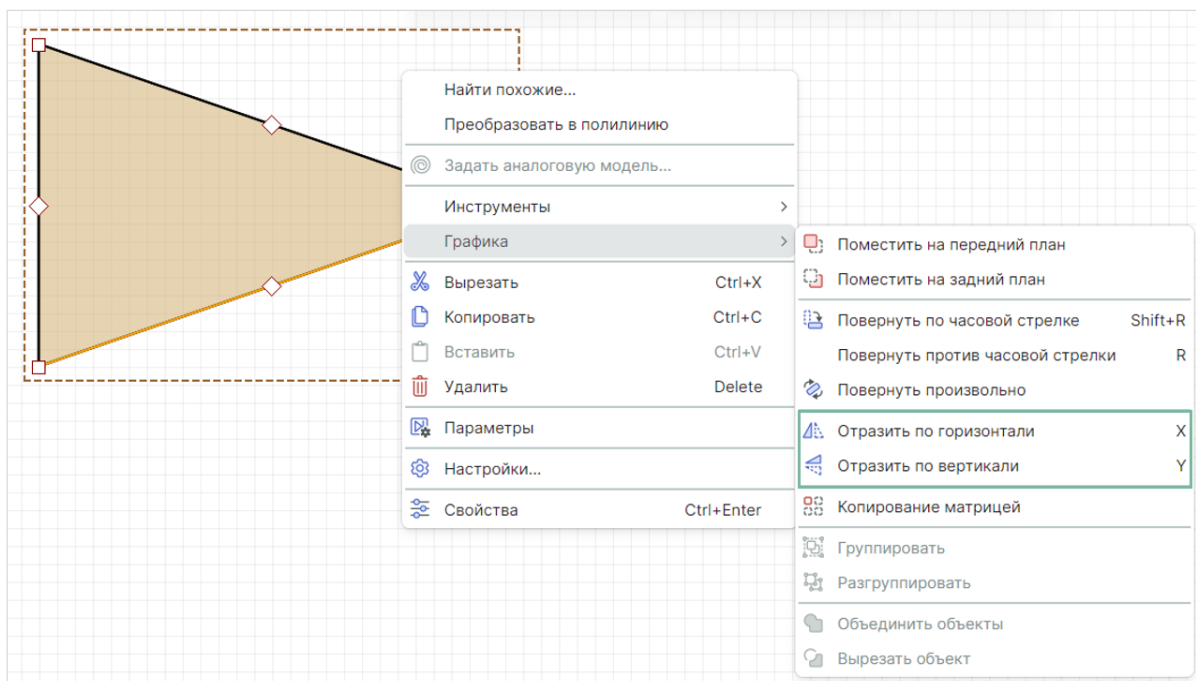 Найти похожие...
Преобразовать в полилинию
Задать аналоговую модель...
Инструменты
Графика
Вырезать Ctrl+X
Копировать Ctrl+C
Вставить Ctrl+V
Удалить Delete
Параметры
Настройки...
Свойства Ctrl+Enter
Поместить на передний план
Поместить на задний план
Повернуть по часовой стрелке Shift+R
Повернуть против часовой стрелки R
Повернуть произвольно
Отразить по горизонтали X
Отразить по вертикали Y
Копирование матрицей
Группировать
Разгруппировать
Объединить объекты
Вырезать объект